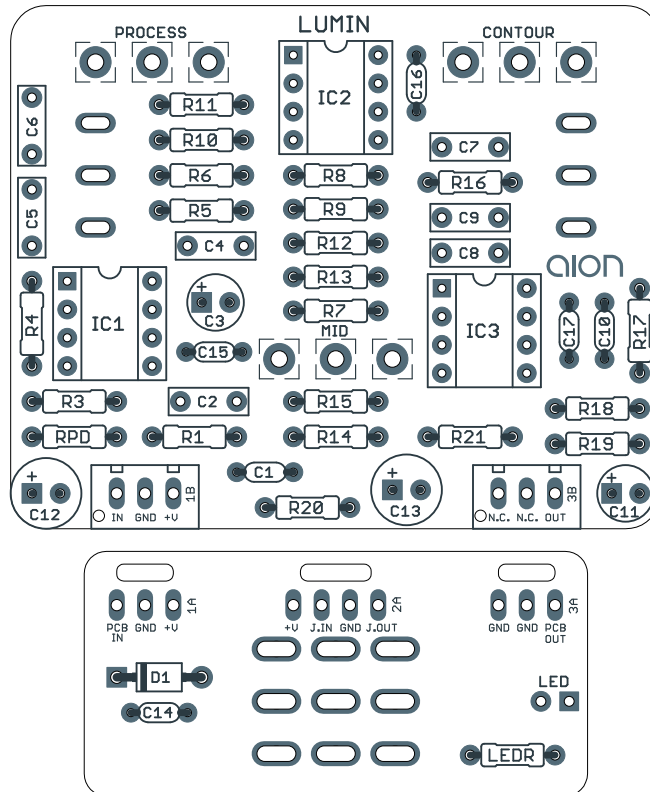 LUMIN
PROCESS
CONTOUR
IC2
C16
R11
C6
R10
C7
R6
R8
R16
R5
R9
C9
C5
C4
R12
C8
aion
R13
C3
R7
R4
IC1
IC3
C17
C10
R17
MID
C15
R3
C2
R15
R18
RPD
R1
R14
R21
R19
C1
C12
IN GND +V
1B
R20
C13
N.C. N.C. OUT
3B
C11
1A
2A
3A
PCB IN
GND
+V
+V
J.IN
GND
J.OUT
GND
GND
PCB OUT
D1
LED
C14
LEDR